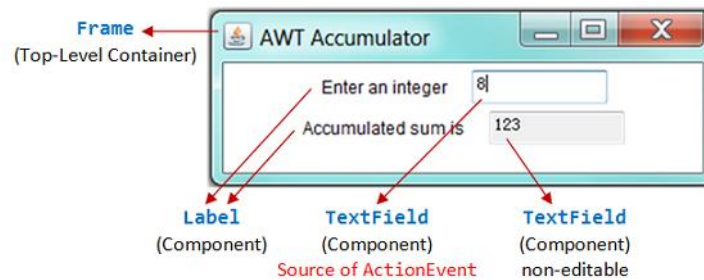 Frame
(Top-Level Container)
AWT Accumulator
Enter an integer 8
Accumulated sum is 123
Label TextField TextField
(Component) (Component) (Component)
Source of ActionEvent non-editable